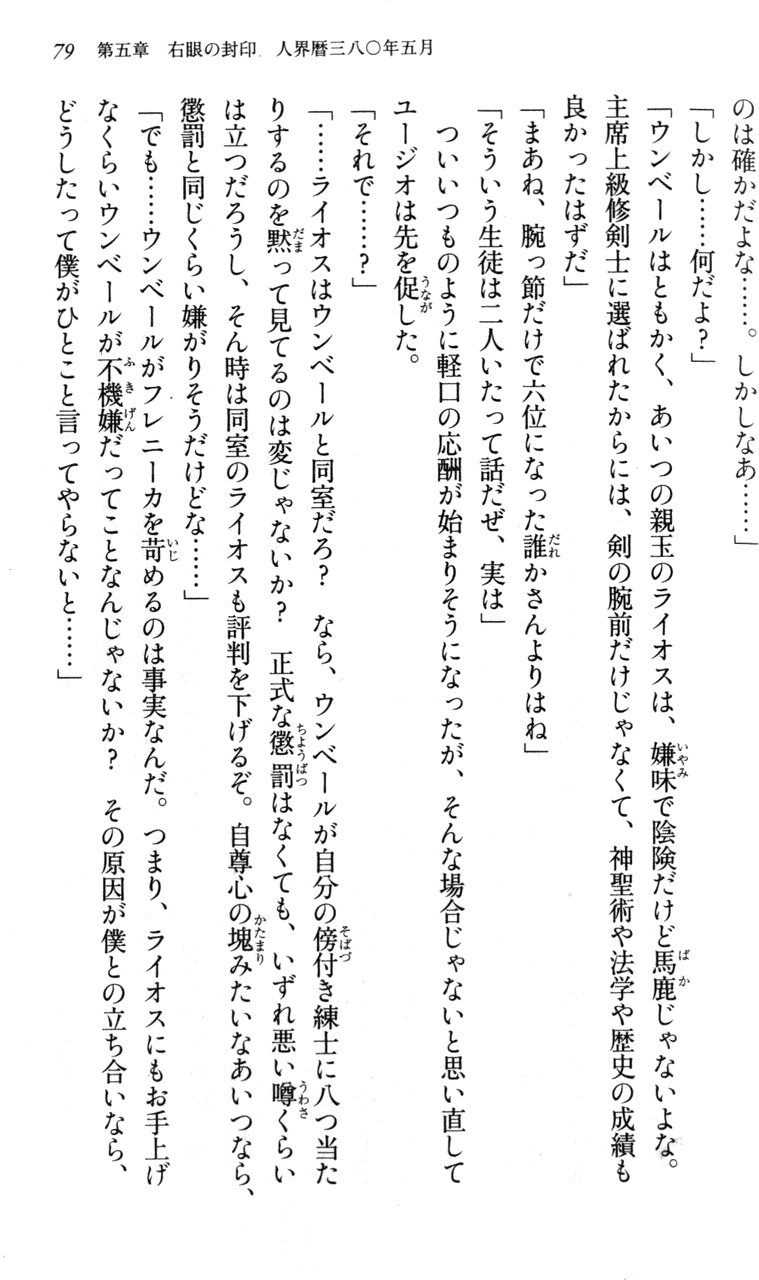 79 第五章 右眼の封印 人界暦三八〇年五月
のは確かだよな……。しかしなあ……」
「しかし……何だよ？」
「ウンベールはともかく、あいつの親玉のライオスは、嫌味で陰険だけど馬鹿じゃないよな。
主席上級修剣士に選ばれたからには、剣の腕前だけじゃなくて、神聖術や法学や歴史の成績も
良かったはずだ」
「まあね、腕っ節だけで六位になった誰かさんよりはね」
「そういう生徒は二人いたって話だぜ、実は」
　ついいつものように軽口の応酬が始まりそうになったが、そんな場合じゃないと思い直して
ユージオは先を促した。
「それで……？」
「……ライオスはウンベールと同室だろ？　なら、ウンベールが自分の傍付き練士に八つ当た
りするのを黙って見てるのは変じゃないか？　正式な懲罰はなくても、いずれ悪い噂くらい
は立つだろうし、そん時は同室のライオスも評判を下げるぞ。自尊心の塊みたいなあいつなら、
懲罰と同じくらい嫌がりそうだけどな……」
「でも……ウンベールがフレニーカを苛めるのは事実なんだ。つまり、ライオスにもお手上げ
なくらいウンベールが不機嫌だってことなんじゃないか？　その原因が僕との立ち合いなら、
どうしたって僕がひとこと言ってやらないと……」